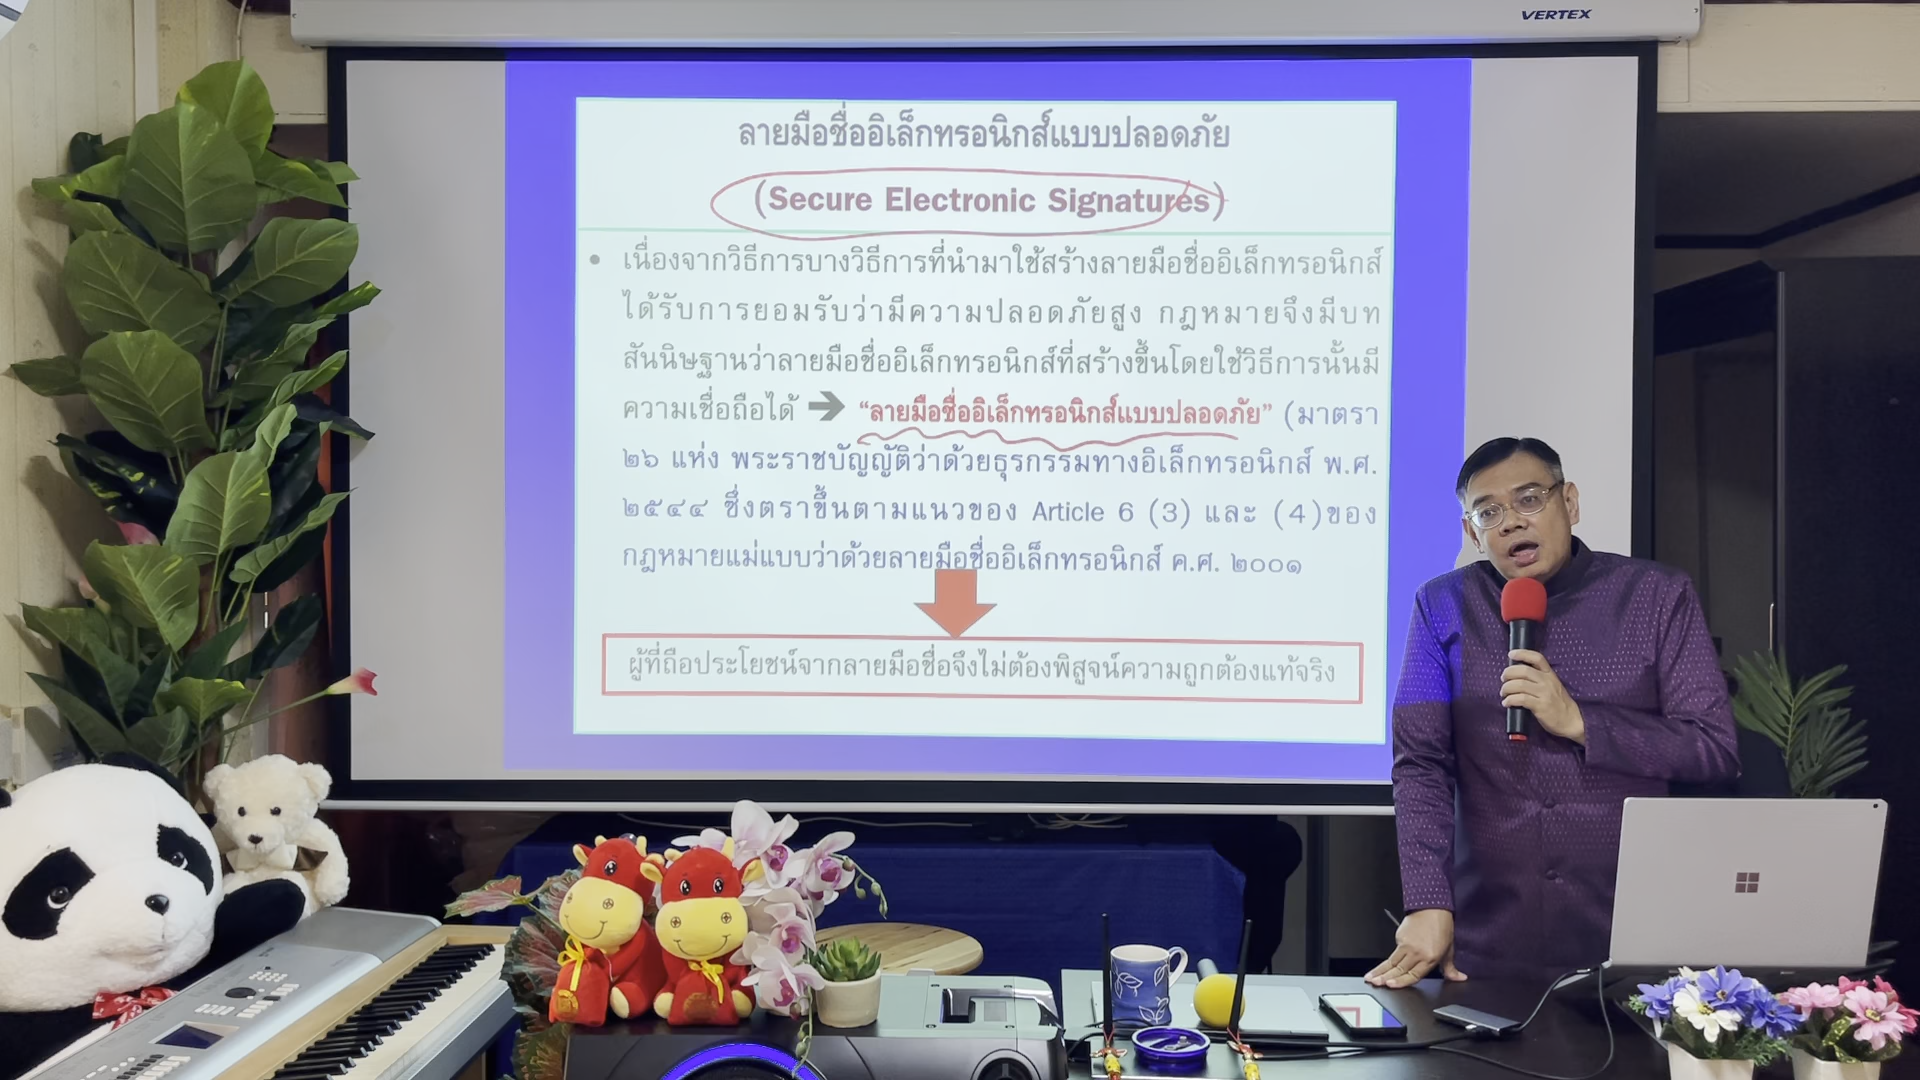 VERTEX
ลายมือชื่ออิเล็กทรอนิกส์แบบปลอดภัย
(Secure Electronic Signatures)
• เนื่องจากวิธีการบางวิธีการที่นำมาใช้สร้างลายมือชื่ออิเล็กทรอนิกส์
ได้รับการยอมรับว่ามีความปลอดภัยสูง กฎหมายจึงมีบท
สันนิษฐานว่าลายมือชื่ออิเล็กทรอนิกส์ที่สร้างขึ้นโดยใช้วิธีการนั้นมี
ความเชื่อถือได้ ➔ “ลายมือชื่ออิเล็กทรอนิกส์แบบปลอดภัย” (มาตรา
๒๖ แห่ง พระราชบัญญัติว่าด้วยธุรกรรมทางอิเล็กทรอนิกส์ พ.ศ.
๒๕๔๔ ซึ่งตราขึ้นตามแนวของ Article 6 (3) และ (4)ของ
กฎหมายแม่แบบว่าด้วยลายมือชื่ออิเล็กทรอนิกส์ ค.ศ. ๒๐๐๑
ผู้ที่ถือประโยชน์จากลายมือชื่อจึงไม่ต้องพิสูจน์ความถูกต้องแท้จริง